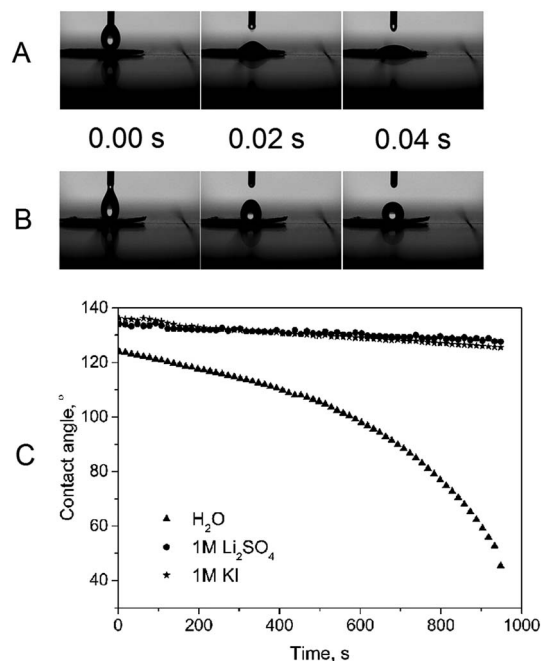 A
0.00 s 0.02 s 0.04 s
B
C
Contact angle, °
140
120
100
80
60
40
H₂O
1M Li₂SO₄
1M KI
0 200 400 600 800 1000
Time, s